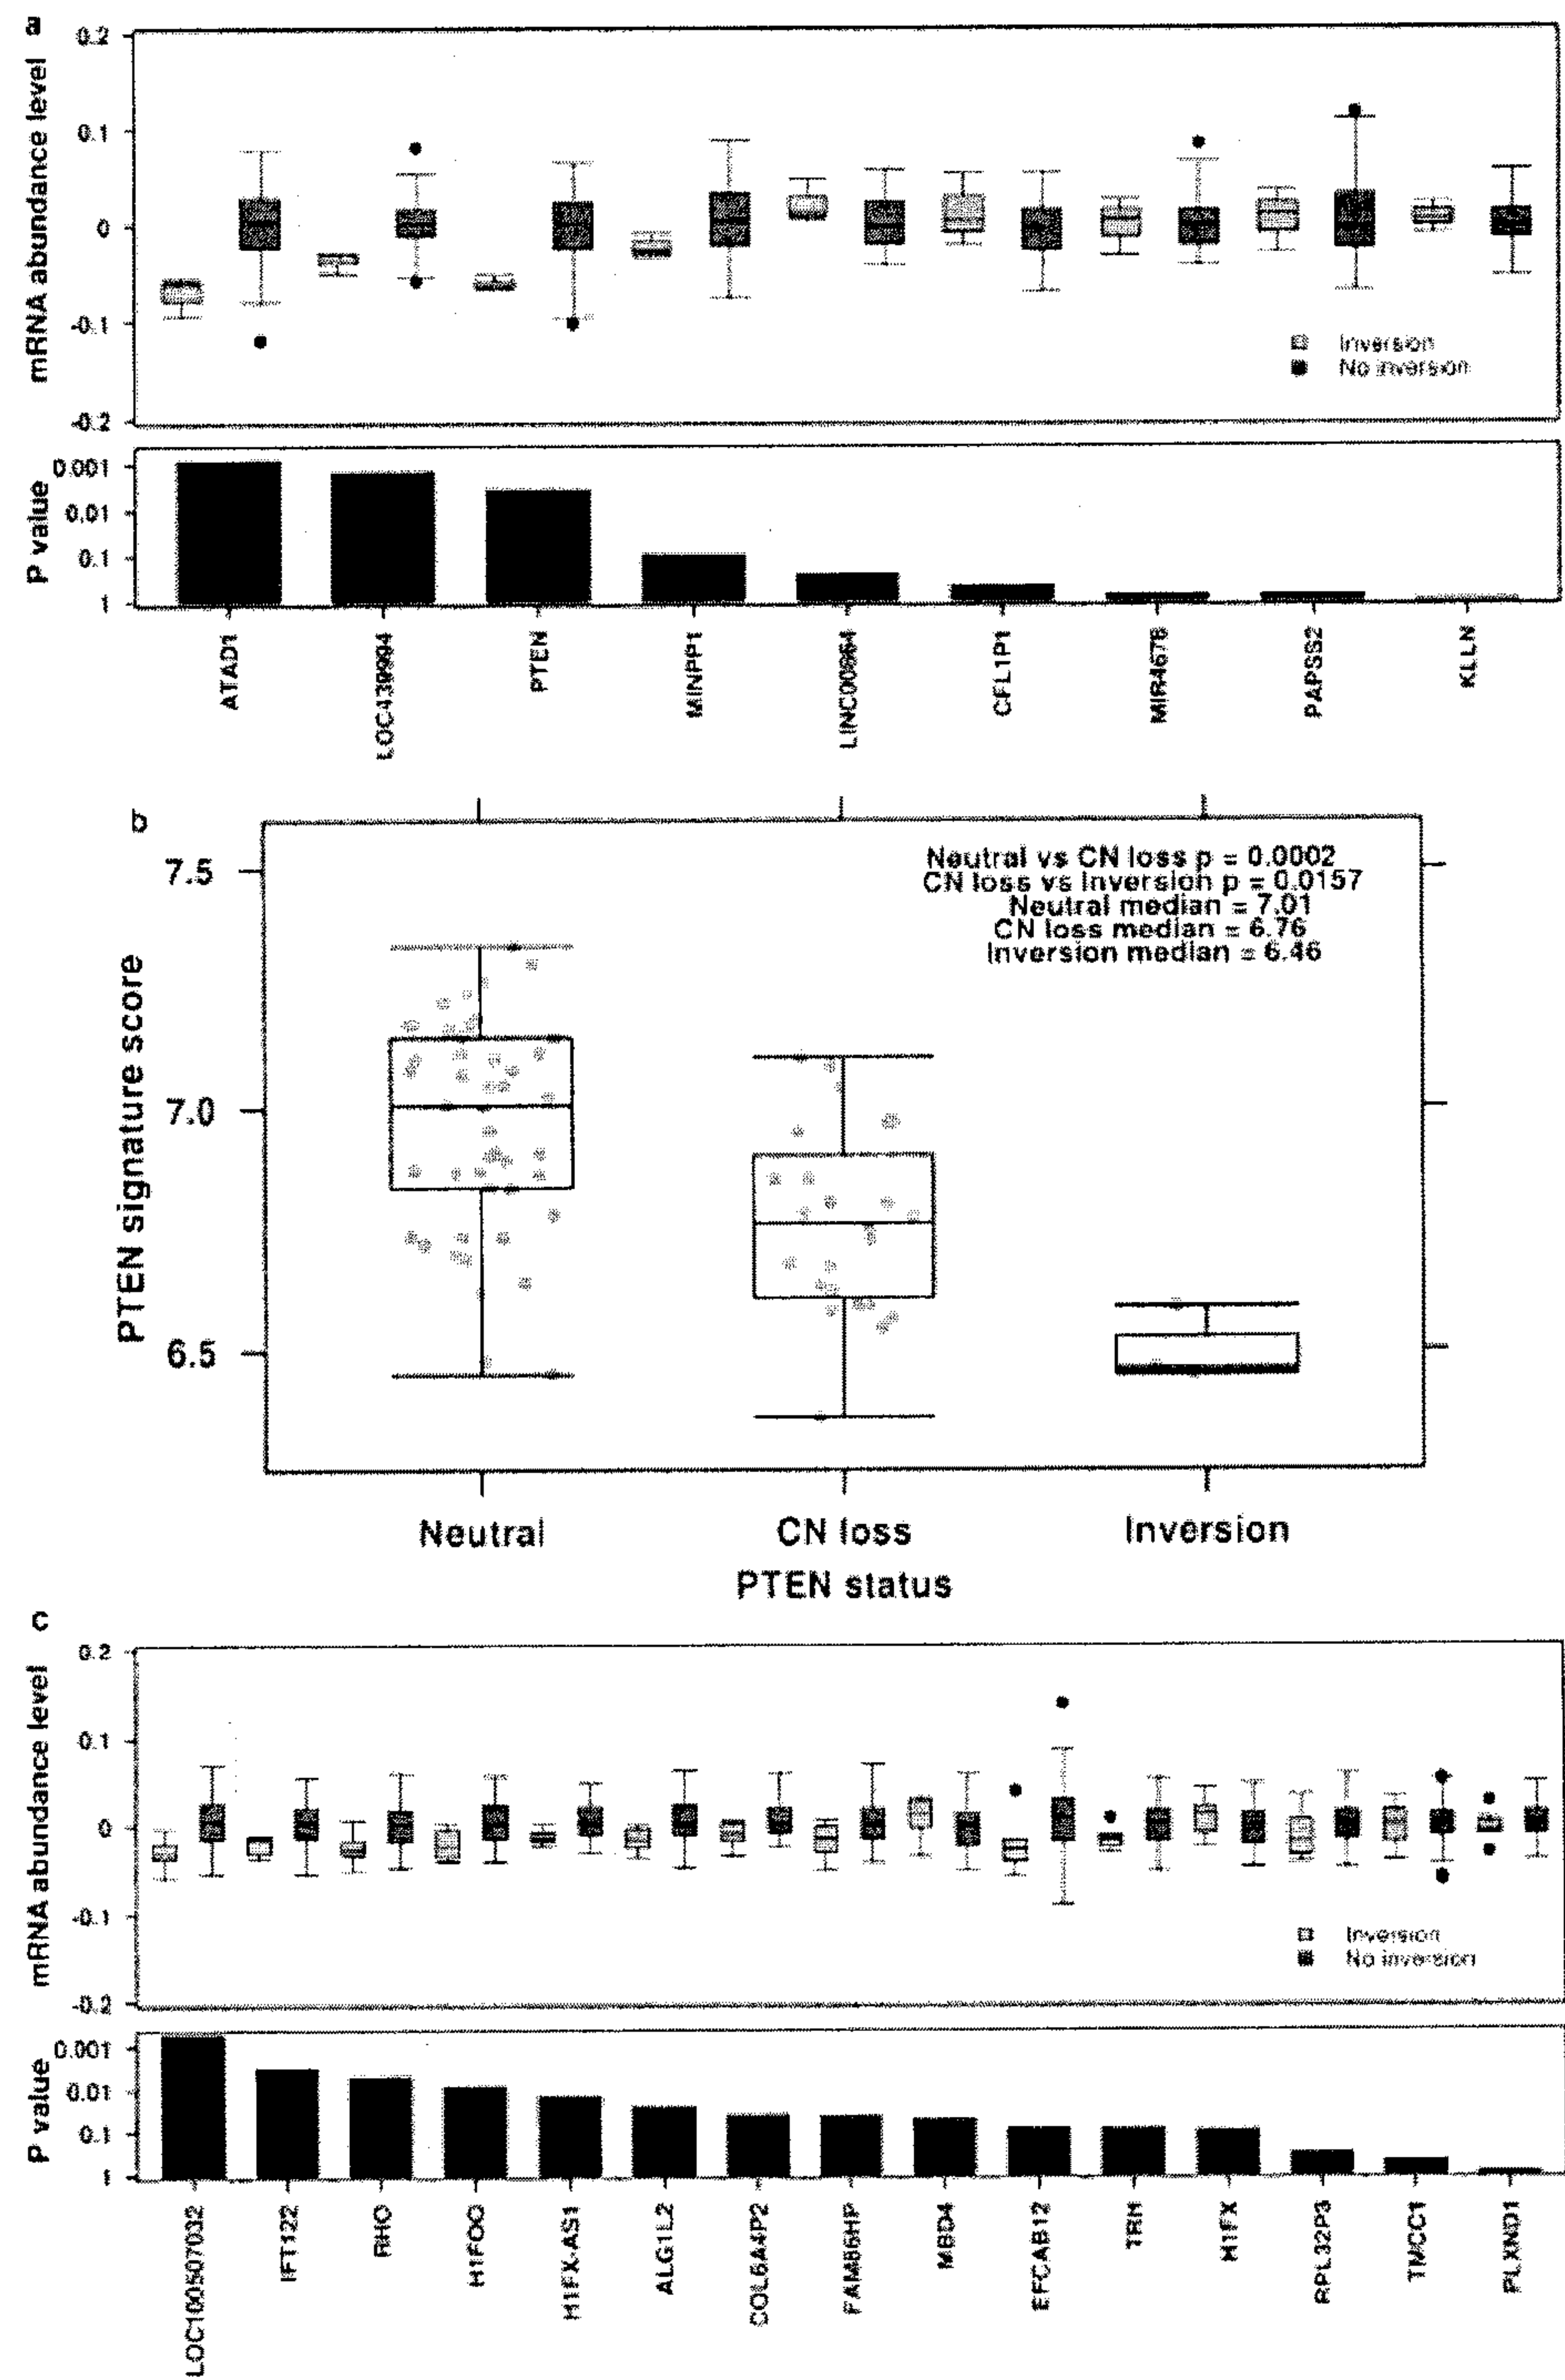 a
0.2
0.1
0
-0.1
-0.2
mRNA abundance level
Inversion
No inversion
0.001
0.01
0.1
1
P value
ATAD1
LOC439994
PTEN
MINPP1
LINC00864
CFL1P1
MIR4678
PAPSS2
KLLN
b
7.5
7.0
6.5
PTEN signature score
Neutral vs CN loss p = 0.0002
CN loss vs Inversion p = 0.0157
Neutral median = 7.01
CN loss median = 6.76
Inversion median = 6.46
Neutral
CN loss
Inversion
PTEN status
c
0.2
0.1
0
-0.1
-0.2
mRNA abundance level
Inversion
No inversion
0.001
0.01
0.1
1
P value
LOC100507032
IFT122
RHO
H1FOO
H1FX-AS1
ALG1L2
COL6A4P2
FAM86HP
MBD4
EFCAB12
TRH
H1FX
RPL32P3
TMCC1
PLXND1